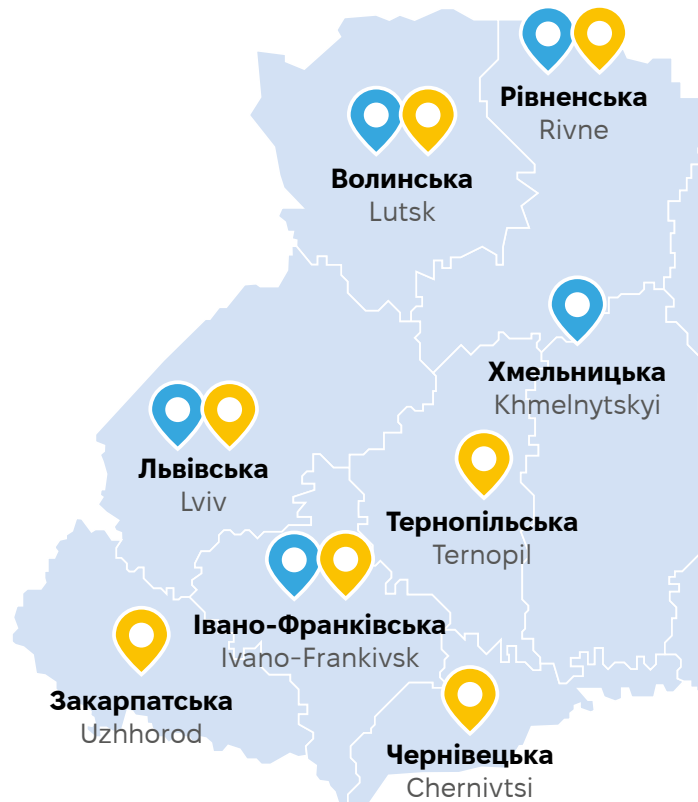 Рівненська
Rivne
Волинська
Lutsk
Хмельницька
Khmelnytskyi
Львівська
Lviv
Тернопільська
Ternopil
Івано-Франківська
Ivano-Frankivsk
Закарпатська
Uzhhorod
Чернівецька
Chernivtsi